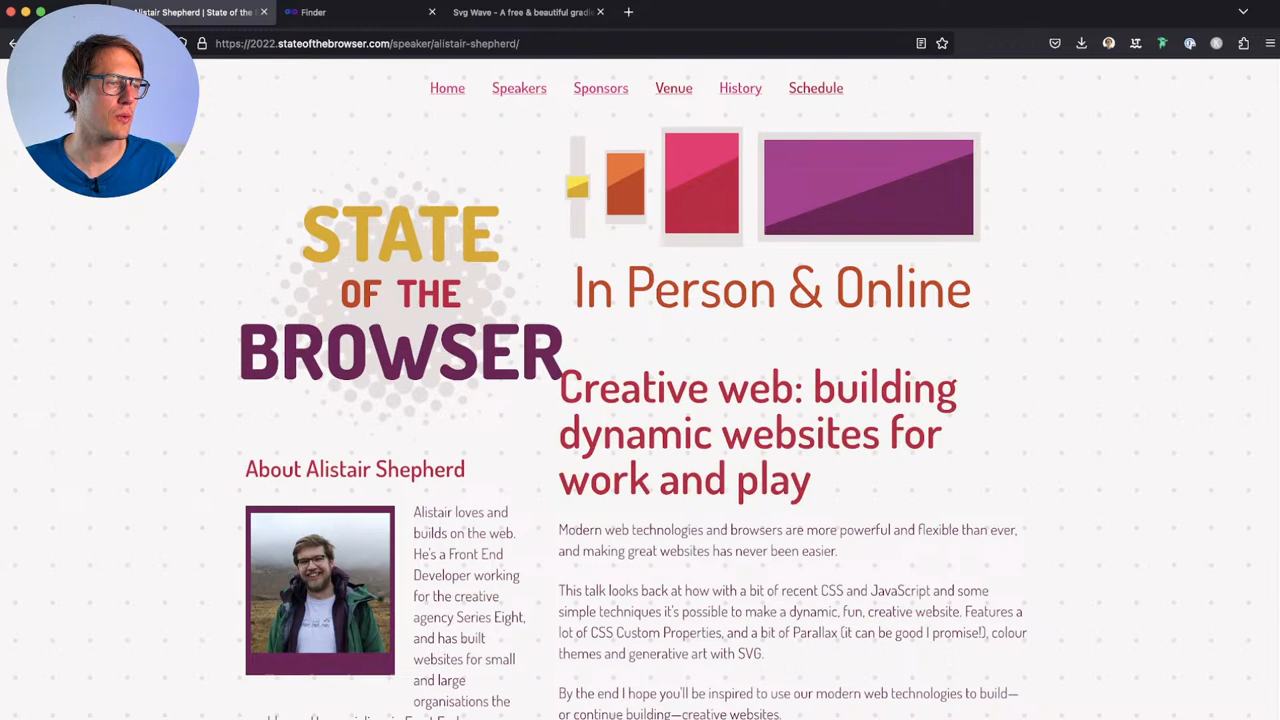 Alistair Shepherd | State of the
Finder
Svg Wave - A free & beautiful gradi
https://2022.stateofthebrowser.com/speaker/alistair-shepherd/
Home Speakers Sponsors Venue History Schedule
STATE
OF THE
BROWSER
In Person & Online
Creative web: building
dynamic websites for
work and play
About Alistair Shepherd
Alistair loves and
builds on the web.
He's a Front End
Developer working
for the creative
agency Series Eight,
and has built
websites for small
and large
organisations the
Modern web technologies and browsers are more powerful and flexible than ever,
and making great websites has never been easier.
This talk looks back at how with a bit of recent CSS and JavaScript and some
simple techniques it's possible to make a dynamic, fun, creative website. Features a
lot of CSS Custom Properties, and a bit of Parallax (it can be good I promise!), colour
themes and generative art with SVG.
By the end I hope you'll be inspired to use our modern web technologies to build—
or continue building—creative websites.